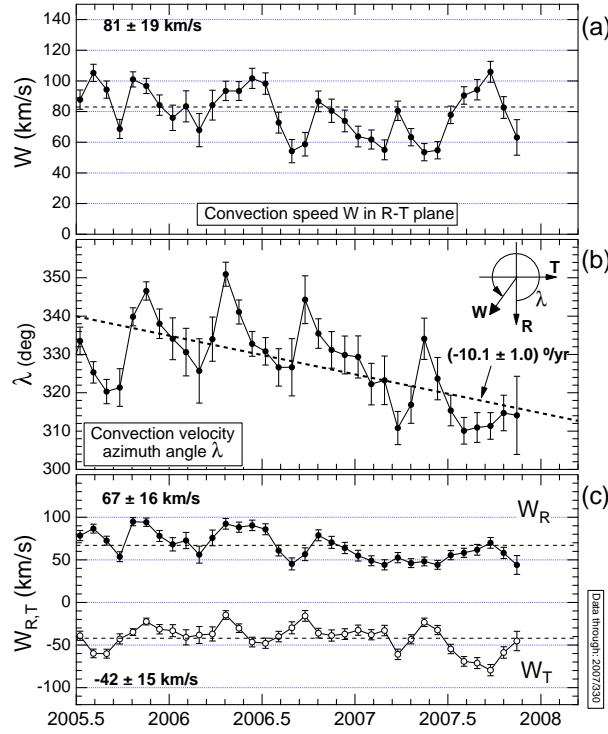 (a)
81 ± 19 km/s
140
120
100
80
60
40
20
0
W (km/s)
Convection speed W in R-T plane
(b)
350
340
330
320
310
300
λ (deg)
T
W
λ
R
(-10.1 ± 1.0) º/yr
Convection velocity
azimuth angle λ
(c)
67 ± 16 km/s
W_R
100
50
0
-50
-100
W_R,T (km/s)
W_T
-42 ± 15 km/s
2005.5 2006 2006.5 2007 2007.5 2008
Data through: 2007/330